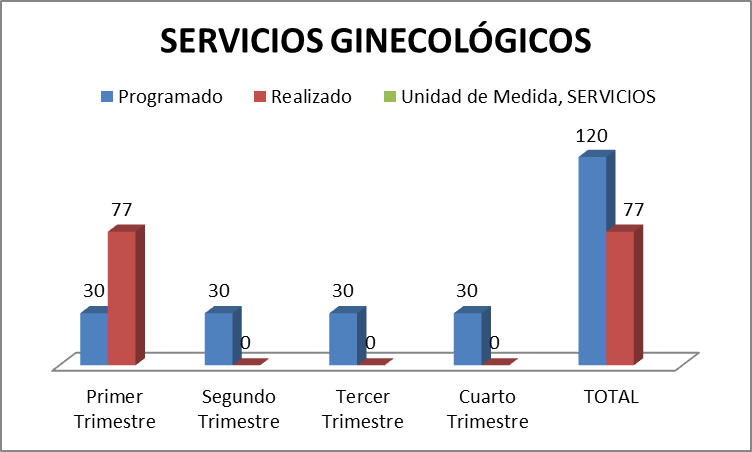 SERVICIOS GINECOLÓGICOS
Programado Realizado Unidad de Medida, SERVICIOS
120
77 77
30 30 30 30
0 0 0
Primer Segundo Tercer Cuarto TOTAL
Trimestre Trimestre Trimestre Trimestre